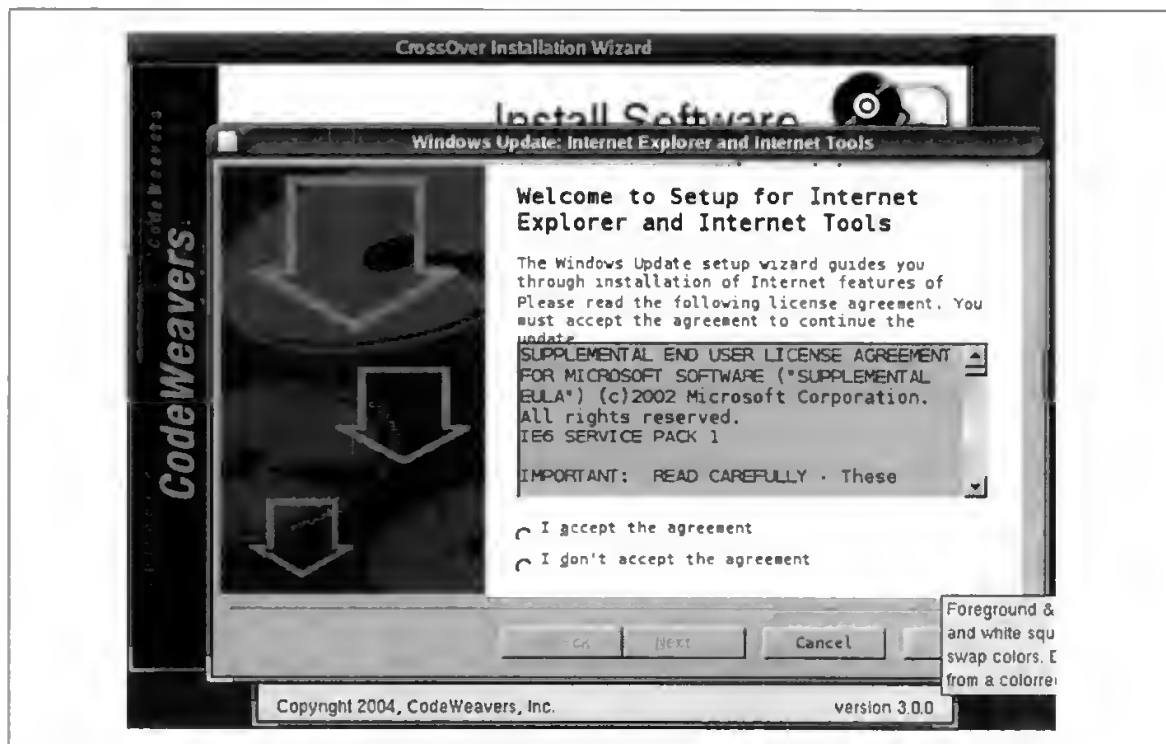 CrossOver Installation Wizard
Install Software
Windows Update: Internet Explorer and Internet Tools
CodeWeavers
CodeWeavers
Welcome to Setup for Internet
Explorer and Internet Tools
The Windows Update setup wizard guides you
through installation of Internet features of
Please read the following license agreement. You
must accept the agreement to continue the
update
SUPPLEMENTAL END USER LICENSE AGREEMENT
FOR MICROSOFT SOFTWARE ("SUPPLEMENTAL
EULA") (c)2002 Microsoft Corporation.
All rights reserved.
IE6 SERVICE PACK 1
IMPORTANT: READ CAREFULLY - These
I accept the agreement
I don't accept the agreement
Next
Cancel
Foreground &
and white squ
swap colors.
from a colorre
Copyright 2004, CodeWeavers, Inc.
version 3.0.0